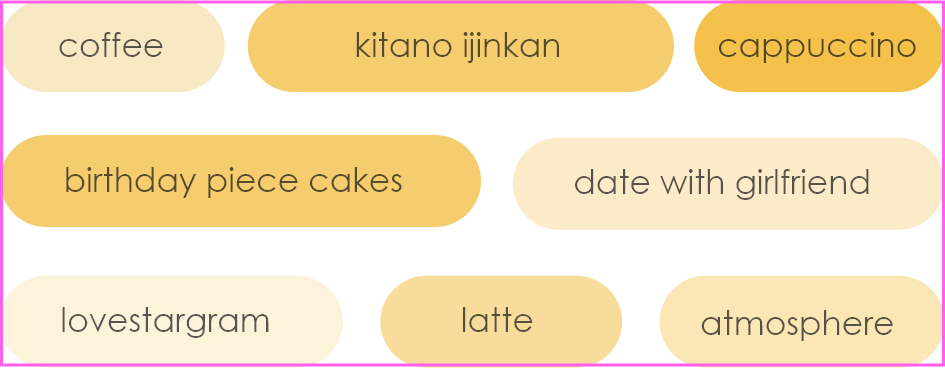 coffee
kitano ijinkan
cappuccino
birthday piece cakes
date with girlfriend
lovestargram
latte
atmosphere